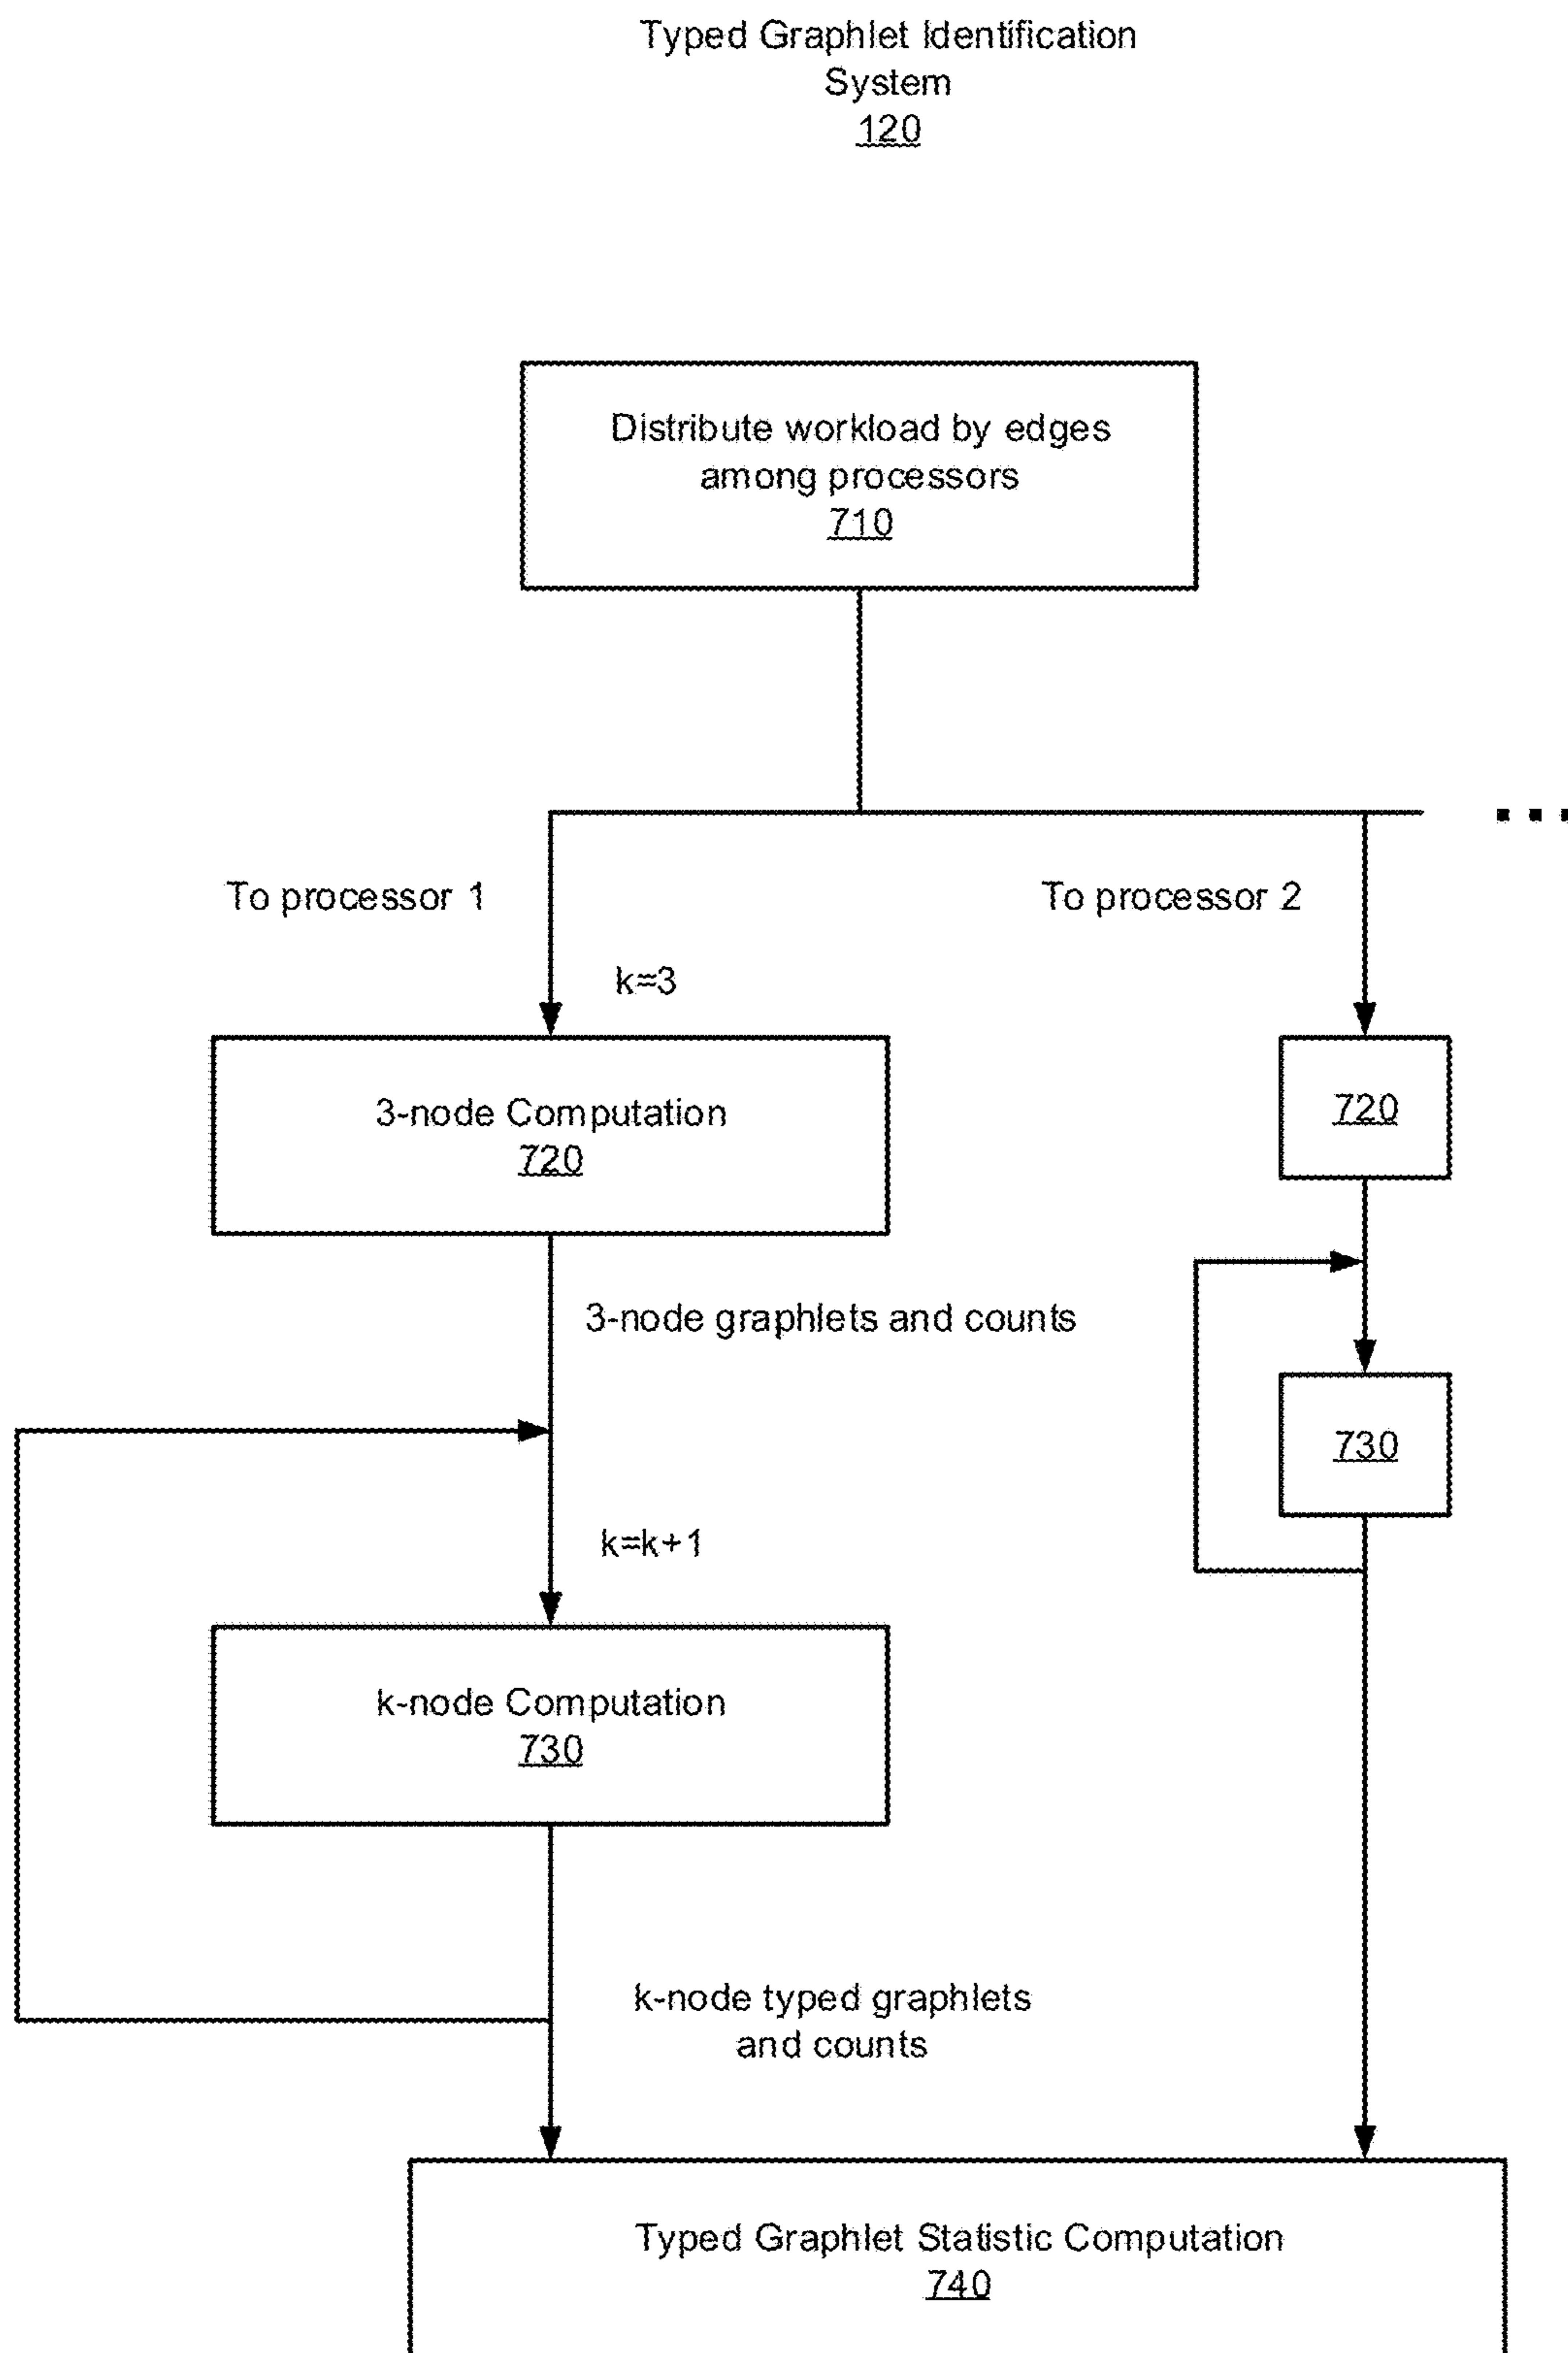 Typed Graphlet Identification
System
120
Distribute workload by edges
among processors
710
...
To processor 1
To processor 2
k=3
3-node Computation
720
720
3-node graphlets and counts
730
k=k+1
k-node Computation
730
k-node typed graphlets
and counts
Typed Graphlet Statistic Computation
740